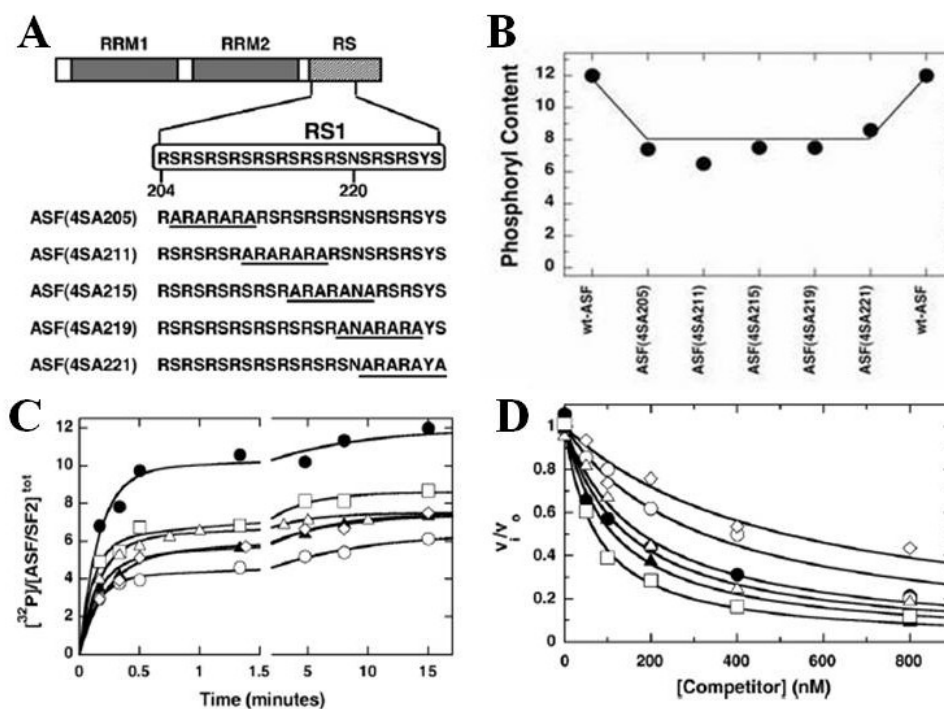 A
RRM1 RRM2 RS
RS1
RSRSRSRSRSRSRSRSNSRSRSYS
204 220
ASF(4SA205) RARARARARSRSRSRSNSRSRSYS
ASF(4SA211) RSRSRSRARARARARSNSRSRSYS
ASF(4SA215) RSRSRSRSRSRARARANARSRSYS
ASF(4SA219) RSRSRSRSRSRSRSRANARARAYS
ASF(4SA221) RSRSRSRSRSRSRSRSNARARAYA
B
Phosphoryl Content
12
10
8
6
4
2
0
wt-ASF
ASF(4SA205)
ASF(4SA211)
ASF(4SA215)
ASF(4SA219)
ASF(4SA221)
wt-ASF
C
[32P]/[ASF/SF2]tot
12
10
8
6
4
2
0
0 0.5 1 1.5 5 10 15
Time (minutes)
D
vi/vo
1
0.8
0.6
0.4
0.2
0
0 200 400 600 800
[Competitor] (nM)